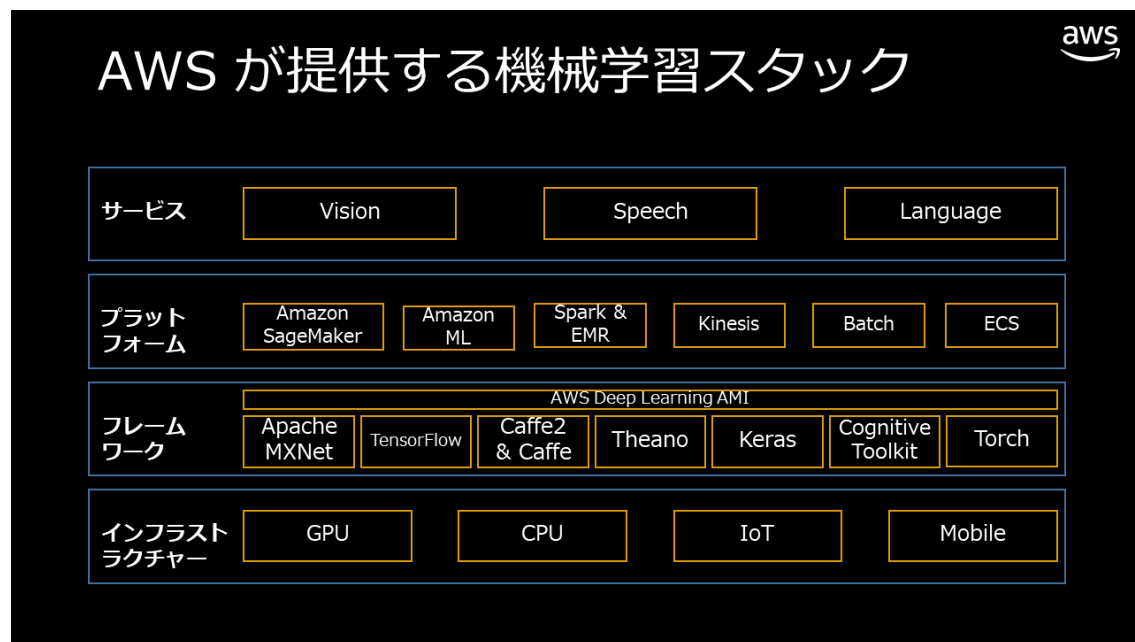 aws
AWS が提供する機械学習スタック
サービス
Vision
Speech
Language
プラット
フォーム
Amazon
SageMaker
Amazon
ML
Spark &
EMR
Kinesis
Batch
ECS
フレーム
ワーク
AWS Deep Learning AMI
Apache
MXNet
TensorFlow
Caffe2
& Caffe
Theano
Keras
Cognitive
Toolkit
Torch
インフラスト
ラクチャー
GPU
CPU
IoT
Mobile